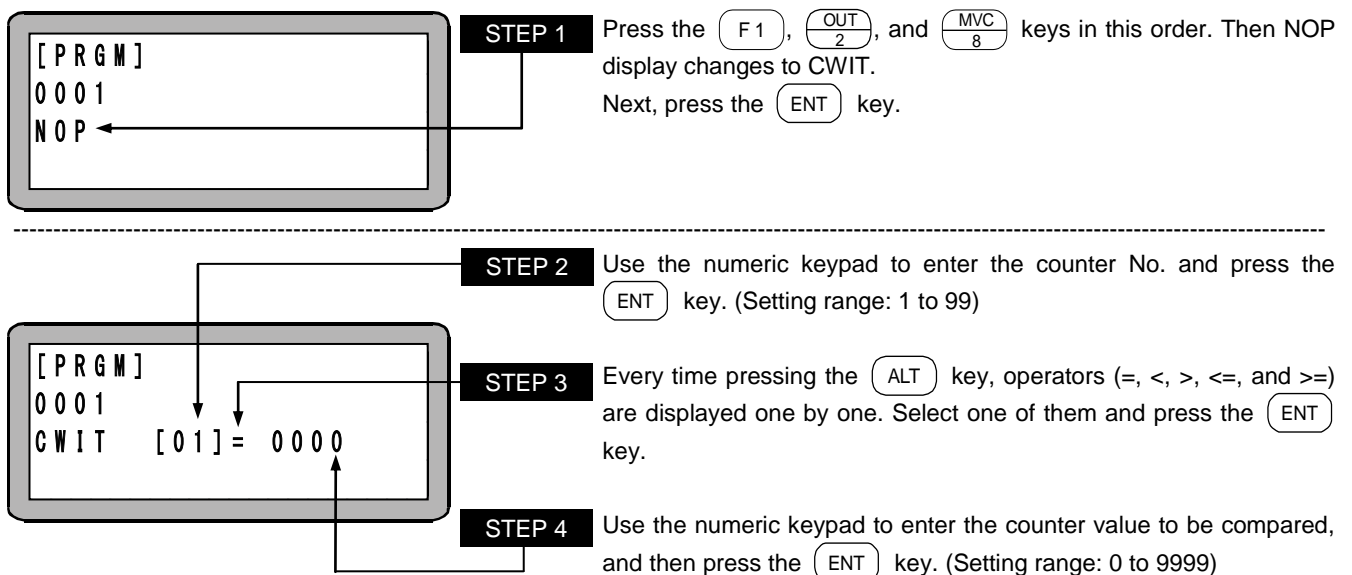 [PRGM]
0001
NOP
STEP 1
Press the F1, OUT 2, and MVC 8 keys in this order. Then NOP
display changes to CWIT.
Next, press the ENT key.
STEP 2
Use the numeric keypad to enter the counter No. and press the
ENT key. (Setting range: 1 to 99)
[PRGM]
0001
CWIT [01]= 0000
STEP 3
Every time pressing the ALT key, operators (=, <, >, <=, and >=)
are displayed one by one. Select one of them and press the ENT
key.
STEP 4
Use the numeric keypad to enter the counter value to be compared,
and then press the ENT key. (Setting range: 0 to 9999)